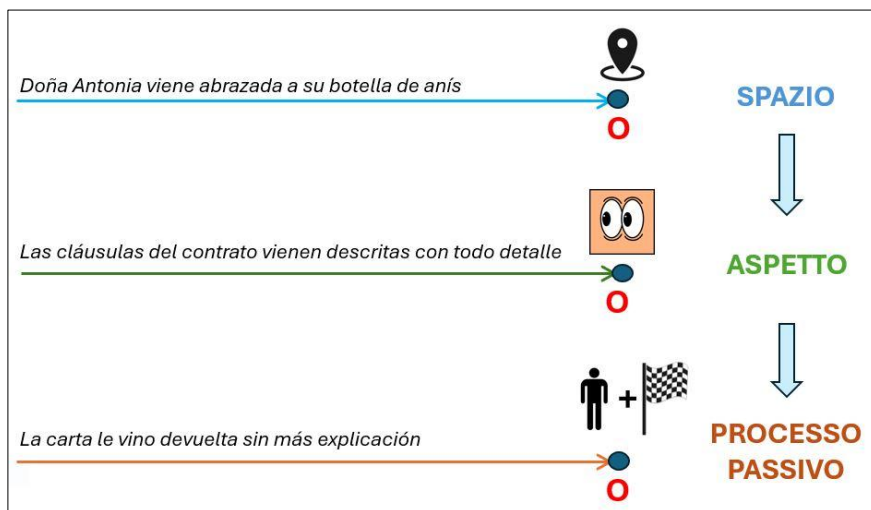 Doña Antonia viene abrazada a su botella de anís
O
SPAZIO
Las cláusulas del contrato vienen descritas con todo detalle
O
ASPETTO
+
La carta le vino devuelta sin más explicación
O
PROCESSO
PASSIVO